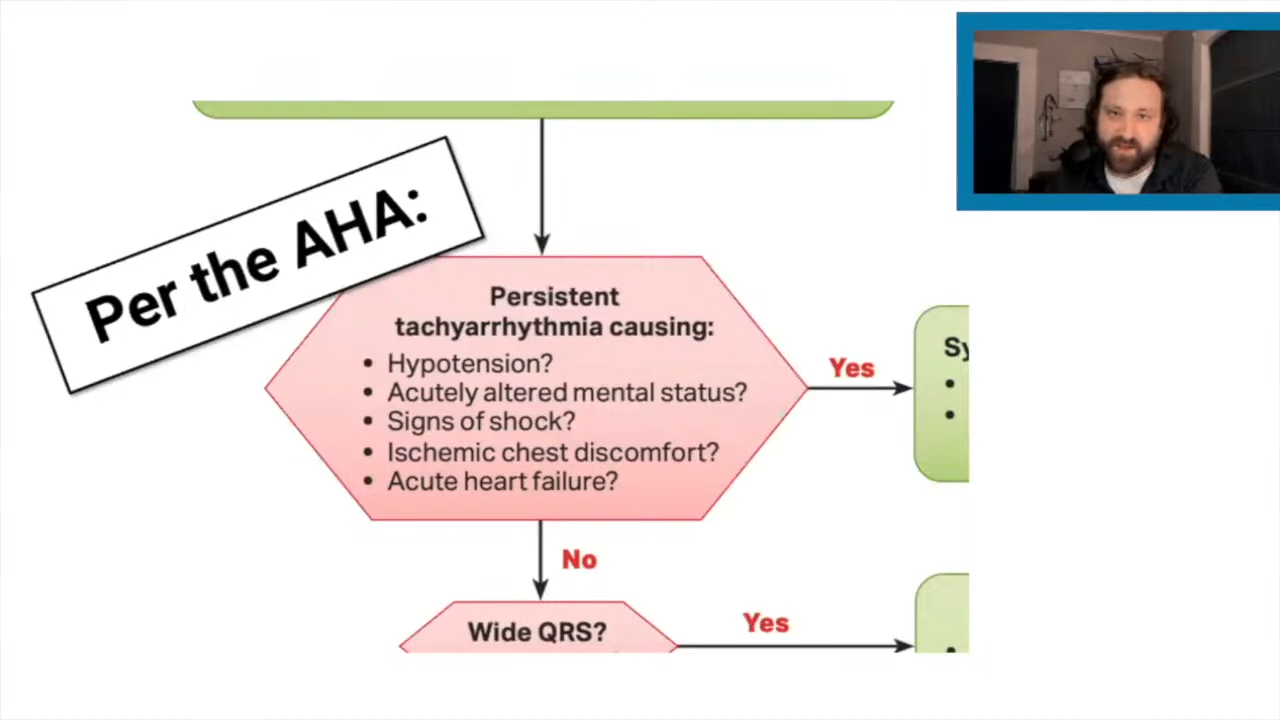 Per the AHA:
Persistent
tachyarrhythmia causing:
• Hypotension?
• Acutely altered mental status?
• Signs of shock?
• Ischemic chest discomfort?
• Acute heart failure?
Yes
Sy
•
•
No
Wide QRS?
Yes
•